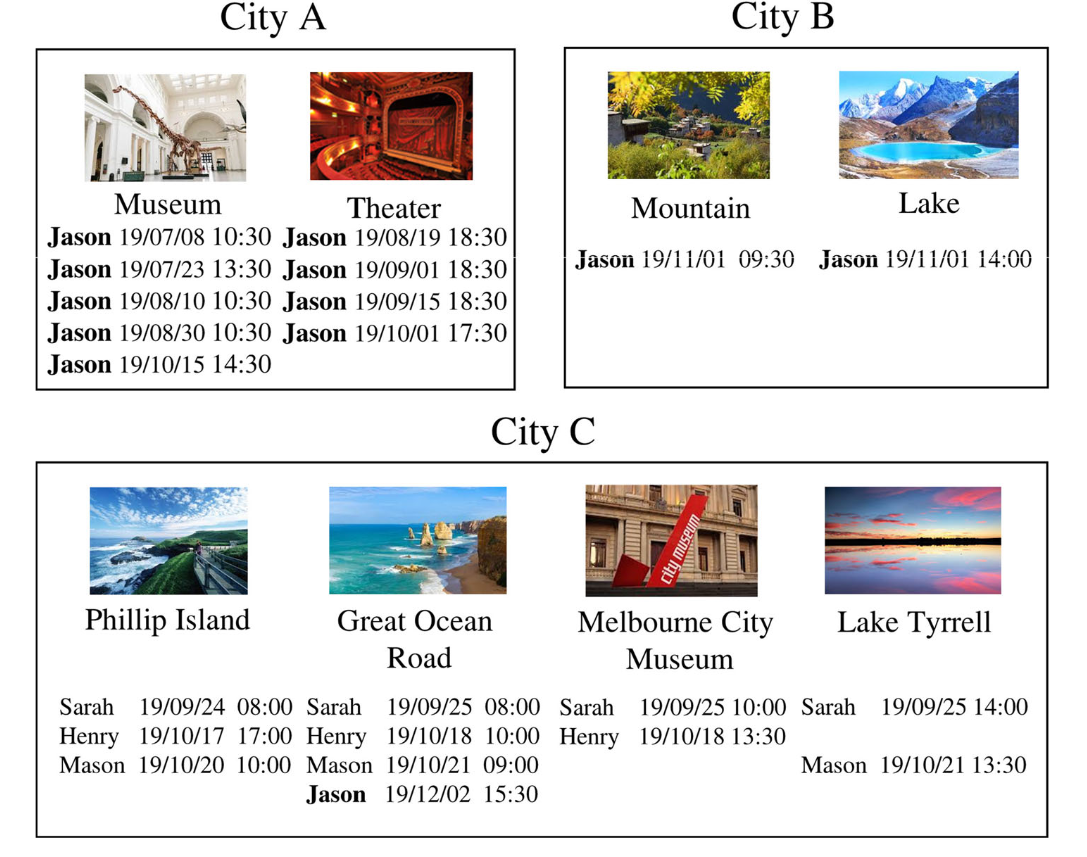 City A
Museum
Jason 19/07/08 10:30
Jason 19/07/23 13:30
Jason 19/08/10 10:30
Jason 19/08/30 10:30
Jason 19/10/15 14:30
Theater
Jason 19/08/19 18:30
Jason 19/09/01 18:30
Jason 19/09/15 18:30
Jason 19/10/01 17:30
City B
Mountain
Jason 19/11/01 09:30
Lake
Jason 19/11/01 14:00
City C
Phillip Island
Sarah 19/09/24 08:00
Henry 19/10/17 17:00
Mason 19/10/20 10:00
Great Ocean
Road
Sarah 19/09/25 08:00
Henry 19/10/18 10:00
Mason 19/10/21 09:00
Jason 19/12/02 15:30
city museum
Melbourne City
Museum
Sarah 19/09/25 10:00
Henry 19/10/18 13:30
Lake Tyrrell
Sarah 19/09/25 14:00
Mason 19/10/21 13:30